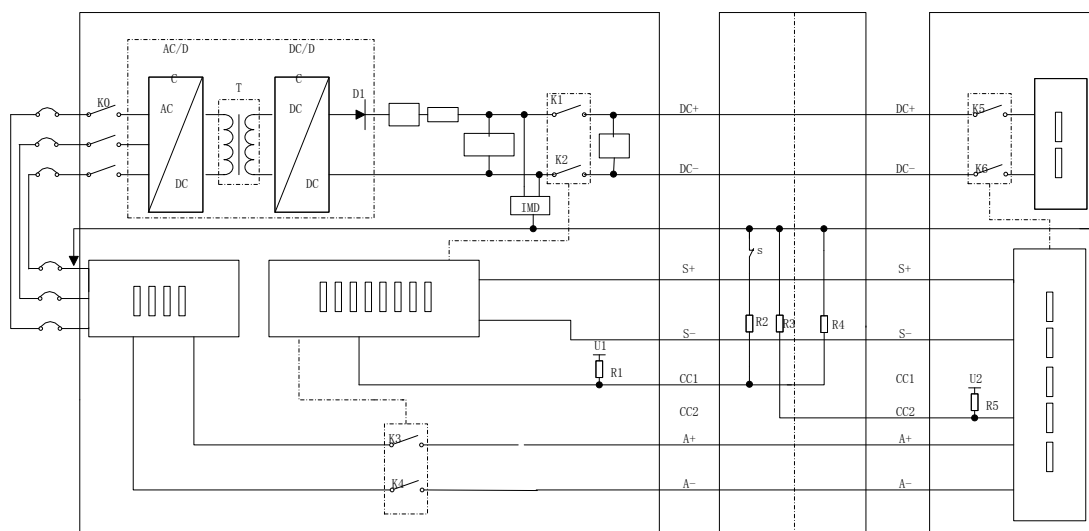 AC/D
C
DC/D
C
K0
AC
DC
T
DC
DC
D1
K1
K2
IMD
DC+
DC+
DC-
DC-
K5
K6
S
S+
S+
R2
R3
R4
S-
S-
U1
R1
CC1
CC1
U2
R5
CC2
CC2
K3
A+
A+
K4
A-
A-